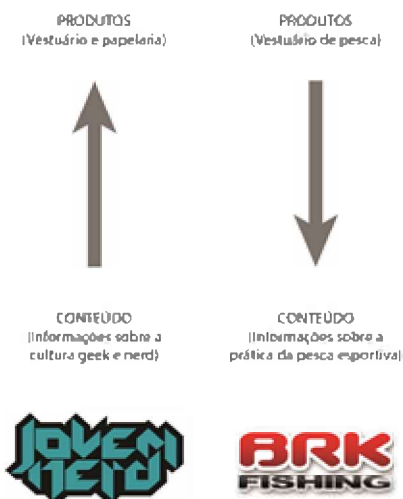 PRODUTOS
(Vestuário e papelaria)
CONTEÚDO
(Informações sobre a
cultura geek e nerd)
JOVEM
NERD
PRODUTOS
(Vestuário de pesca)
CONTEÚDO
(Informações sobre a
prática da pesca esportiva)
BRK
FISHING